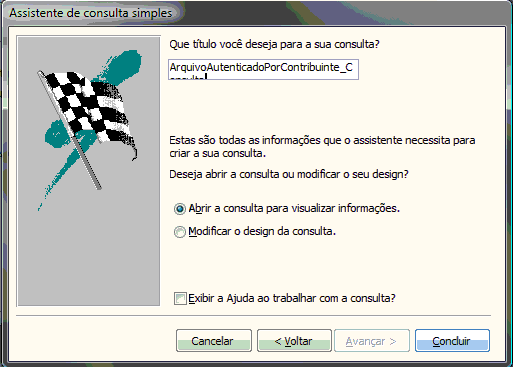 Assistente de consulta simples
Que título você deseja para a sua consulta?
ArquivoAutenticadoPorContribuinte_C
onsulta
Estas são todas as informações que o assistente necessita para
criar a sua consulta.
Deseja abrir a consulta ou modificar o seu design?
Abrir a consulta para visualizar informações.
Modificar o design da consulta.
Exibir a Ajuda ao trabalhar com a consulta?
Cancelar
< Voltar
Avançar >
Concluir